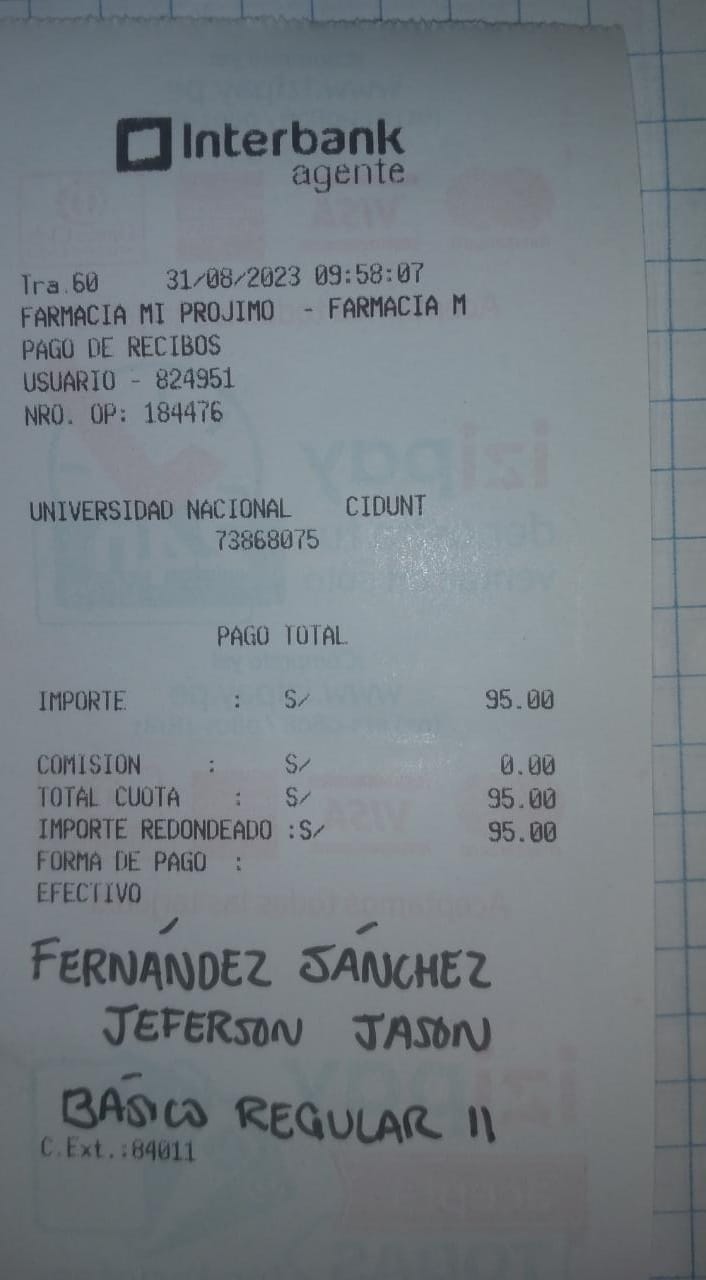 Interbank
agente
Tra.60 31/08/2023 09:58:07
FARMACIA MI PROJIMO - FARMACIA M
PAGO DE RECIBOS
USUARIO - 824951
NRO. OP: 184476
UNIVERSIDAD NACIONAL CIDUNT
73868075
PAGO TOTAL
IMPORTE : S/ 95.00
COMISION : S/ 0.00
TOTAL CUOTA : S/ 95.00
IMPORTE REDONDEADO :S/ 95.00
FORMA DE PAGO :
EFECTIVO
FERNÁNDEZ SÁNCHEZ
JEFERSON JASON
BÁSICO REGULAR 11
C.Ext.:84011